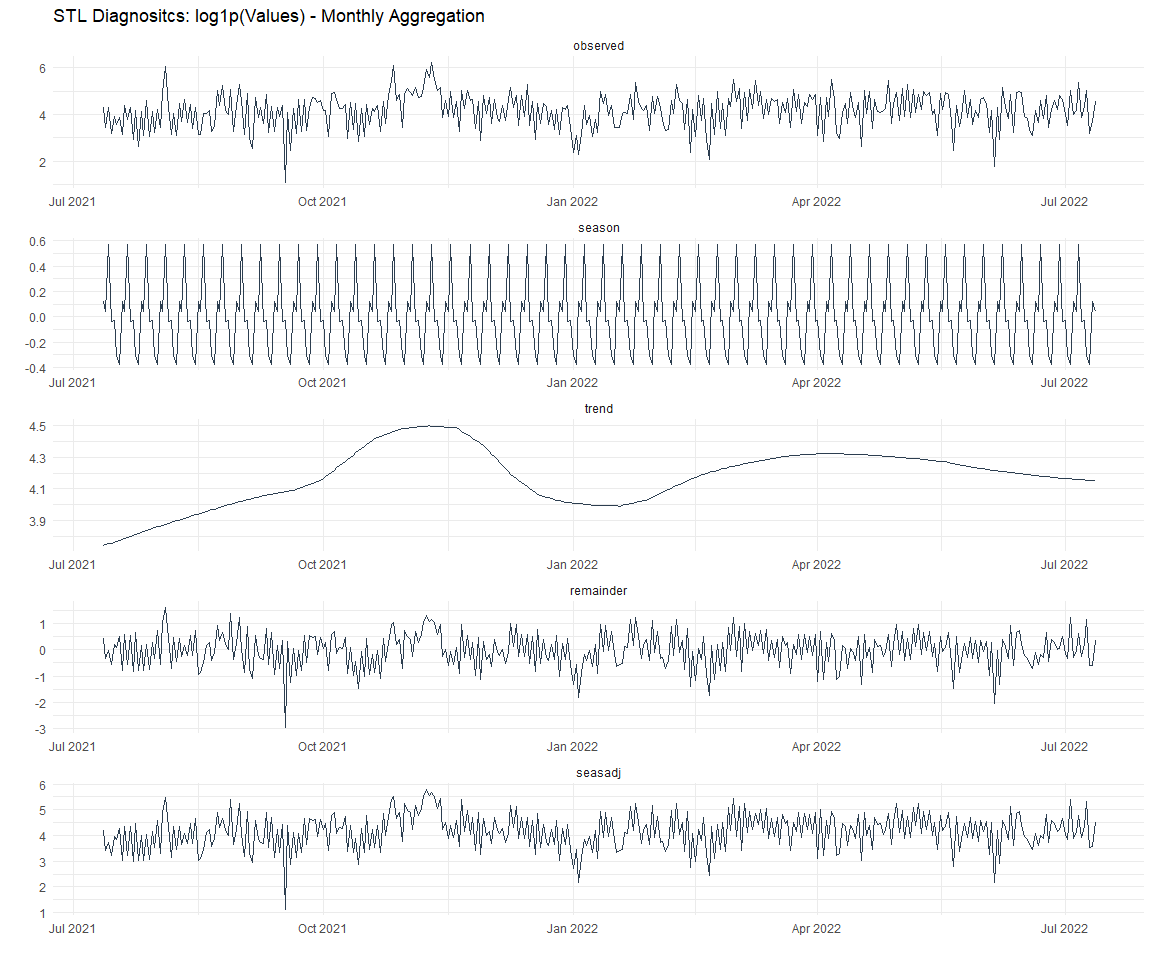 STL Diagnositcs: log1p(Values) - Monthly Aggregation
observed
6
4
2
Jul 2021 Oct 2021 Jan 2022 Apr 2022 Jul 2022
season
0.6
0.4
0.2
0.0
-0.2
-0.4
Jul 2021 Oct 2021 Jan 2022 Apr 2022 Jul 2022
trend
4.5
4.3
4.1
3.9
Jul 2021 Oct 2021 Jan 2022 Apr 2022 Jul 2022
remainder
1
0
-1
-2
-3
Jul 2021 Oct 2021 Jan 2022 Apr 2022 Jul 2022
seasadj
6
5
4
3
2
1
Jul 2021 Oct 2021 Jan 2022 Apr 2022 Jul 2022